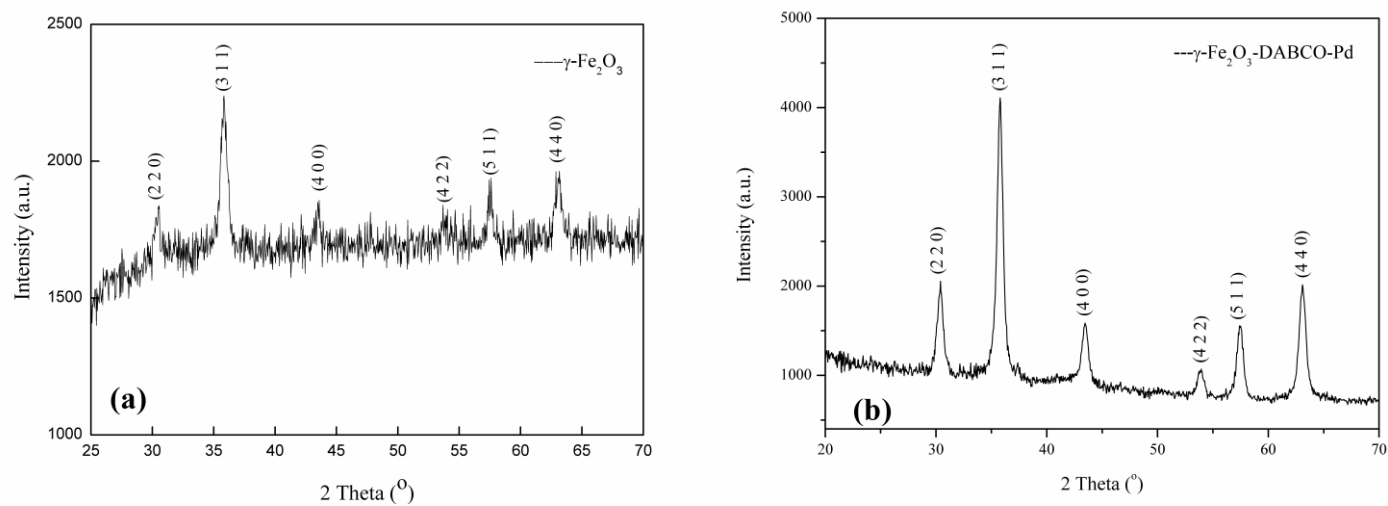 2500
2000
1500
1000
Intensity (a.u.)
---γ-Fe₂O₃
(2 2 0)
(3 1 1)
(4 0 0)
(4 2 2)
(5 1 1)
(4 4 0)
(a)
25 30 35 40 45 50 55 60 65 70
2 Theta (°)
5000
4000
3000
2000
1000
Intensity (a.u.)
---γ-Fe₂O₃-DABCO-Pd
(2 2 0)
(3 1 1)
(4 0 0)
(4 2 2)
(5 1 1)
(4 4 0)
(b)
20 30 40 50 60 70
2 Theta (°)